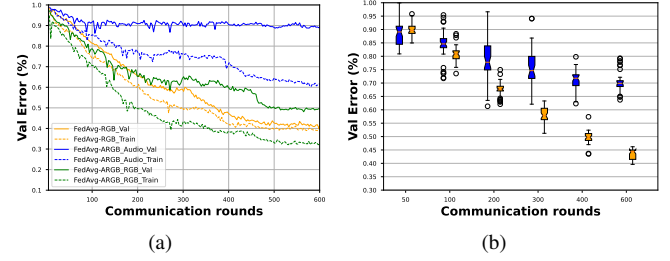 1.0
0.9
0.8
0.7
0.6
0.5
0.4
0.3
0.2
0.1
Val Error (%)
FedAvg-RGB_Val
FedAvg-RGB_Train
FedAvg-ARGB_Audio_Val
FedAvg-ARGB_Audio_Train
FedAvg-ARGB_RGB_Val
FedAvg-ARGB_RGB_Train
100 200 300 400 500 600
Communication rounds
(a)
1.00
0.95
0.90
0.85
0.80
0.75
0.70
0.65
0.60
0.55
0.50
0.45
0.40
0.35
0.30
Val Error (%)
50 100 200 300 400 600
Communication rounds
(b)